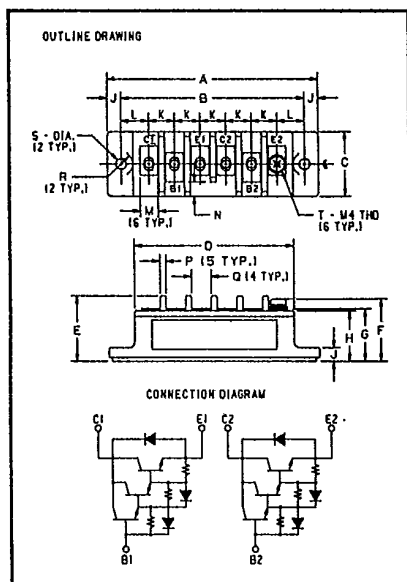 OUTLINE DRAWING
A
J B J
L K K K K K L
S - DIA.
(2 TYP.)
C1 E1 C2 E2
C
R
(2 TYP.)
B1 B2
M
(6 TYP.)
N
T - M4 THD
(6 TYP.)
D
P (5 TYP.)
Q (4 TYP.)
E J H G F
CONNECTION DIAGRAM
C1 E1 C2 E2
B1 B2